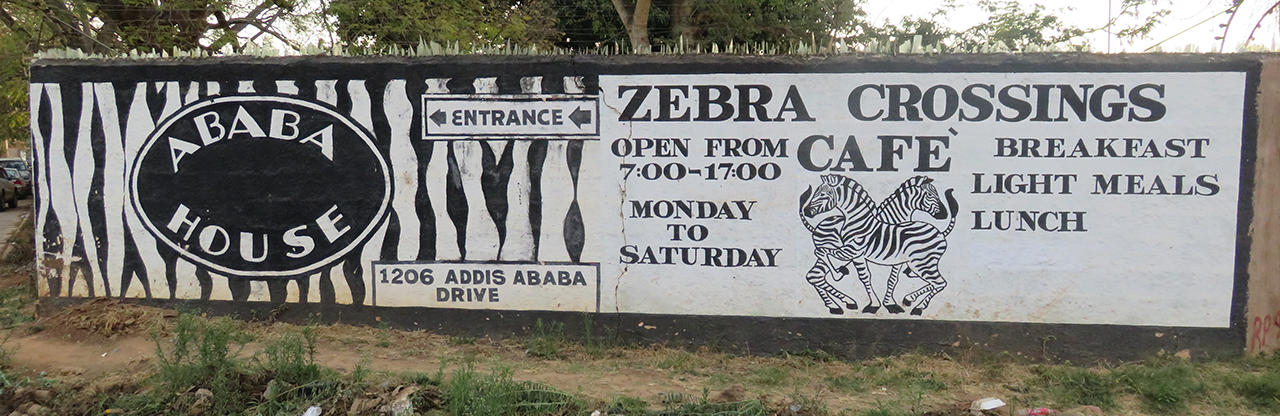 ABABA
HOUSE
ENTRANCE
1206 ADDIS ABABA
DRIVE
ZEBRA CROSSINGS
CAFÈ
OPEN FROM
7:00-17:00
MONDAY
TO
SATURDAY
BREAKFAST
LIGHT MEALS
LUNCH